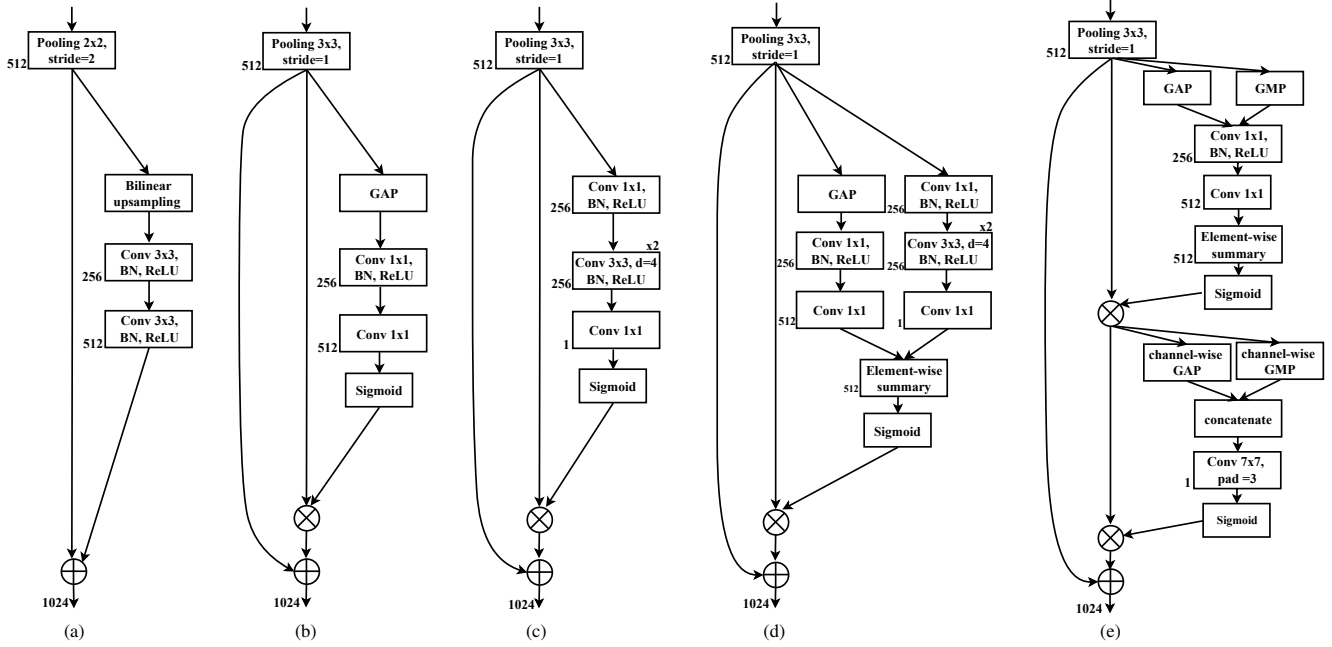 Pooling 2x2,
stride=2
512
Bilinear
upsampling
Conv 3x3,
BN, ReLU
256
Conv 3x3,
BN, ReLU
512
1024
(a)
Pooling 3x3,
stride=1
512
GAP
Conv 1x1,
BN, ReLU
256
Conv 1x1
512
Sigmoid
1024
(b)
Pooling 3x3,
stride=1
512
Conv 1x1,
BN, ReLU
256
x2
Conv 3x3, d=4
BN, ReLU
256
Conv 1x1
1
Sigmoid
1024
(c)
Pooling 3x3,
stride=1
512
GAP
Conv 1x1,
BN, ReLU
256
Conv 1x1
512
Conv 1x1,
BN, ReLU
256
x2
Conv 3x3, d=4
BN, ReLU
256
Conv 1x1
1
Element-wise
summary
512
Sigmoid
1024
(d)
Pooling 3x3,
stride=1
512
GAP
GMP
Conv 1x1,
BN, ReLU
256
Conv 1x1
512
Element-wise
summary
512
Sigmoid
channel-wise
GAP
channel-wise
GMP
concatenate
Conv 7x7,
pad =3
1
Sigmoid
1024
(e)